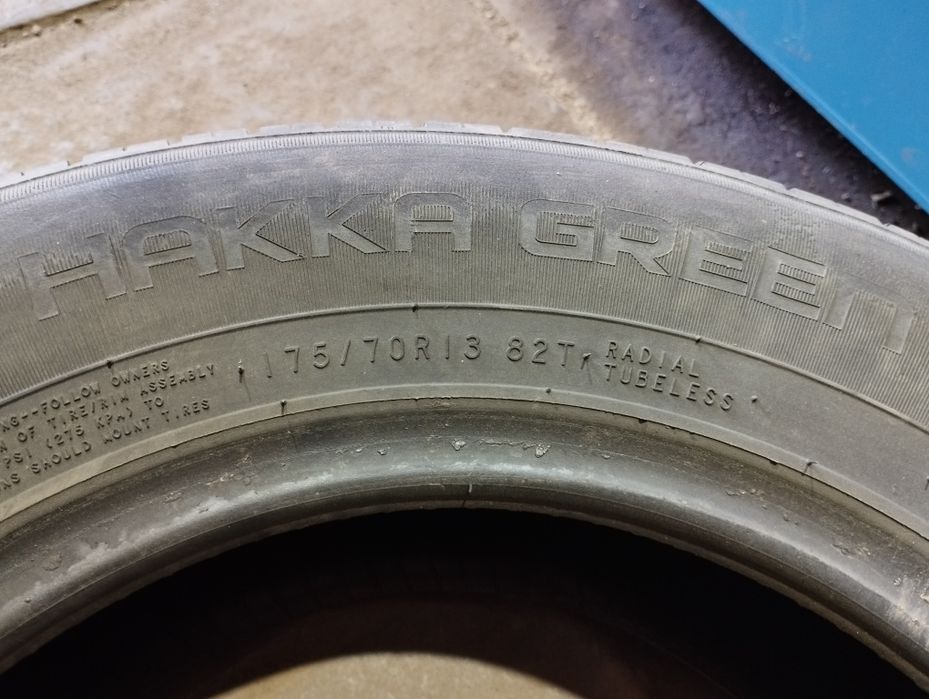 HAKKA GREEN
175/70R13 82T
RADIAL
TUBELESS
FOLLOW OWNERS
OF TIRE/RIM ASSEMBLY
PSI (275 KPA) TO
SHOULD MOUNT TIRES